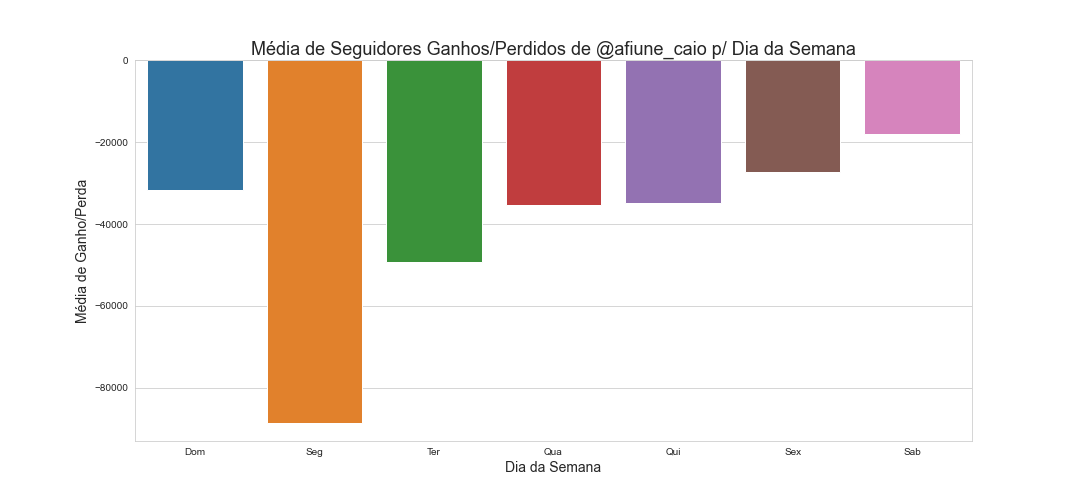 Média de Seguidores Ganhos/Perdidos de @afiune_caio p/ Dia da Semana
Média de Ganho/Perda
0
−20000
−40000
−60000
−80000
Dom Seg Ter Qua Qui Sex Sab
Dia da Semana